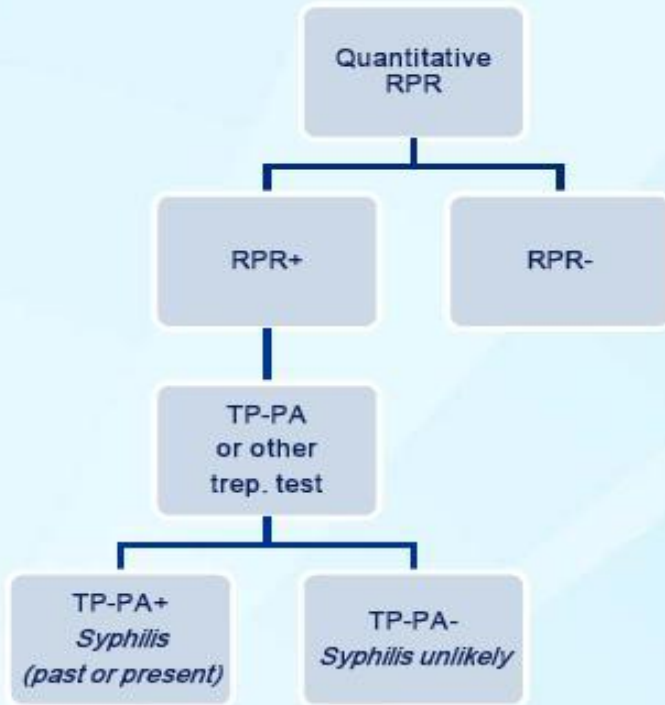 Quantitative
RPR
RPR+
RPR-
TP-PA
or other
trep. test
TP-PA+
Syphilis
(past or present)
TP-PA-
Syphilis unlikely